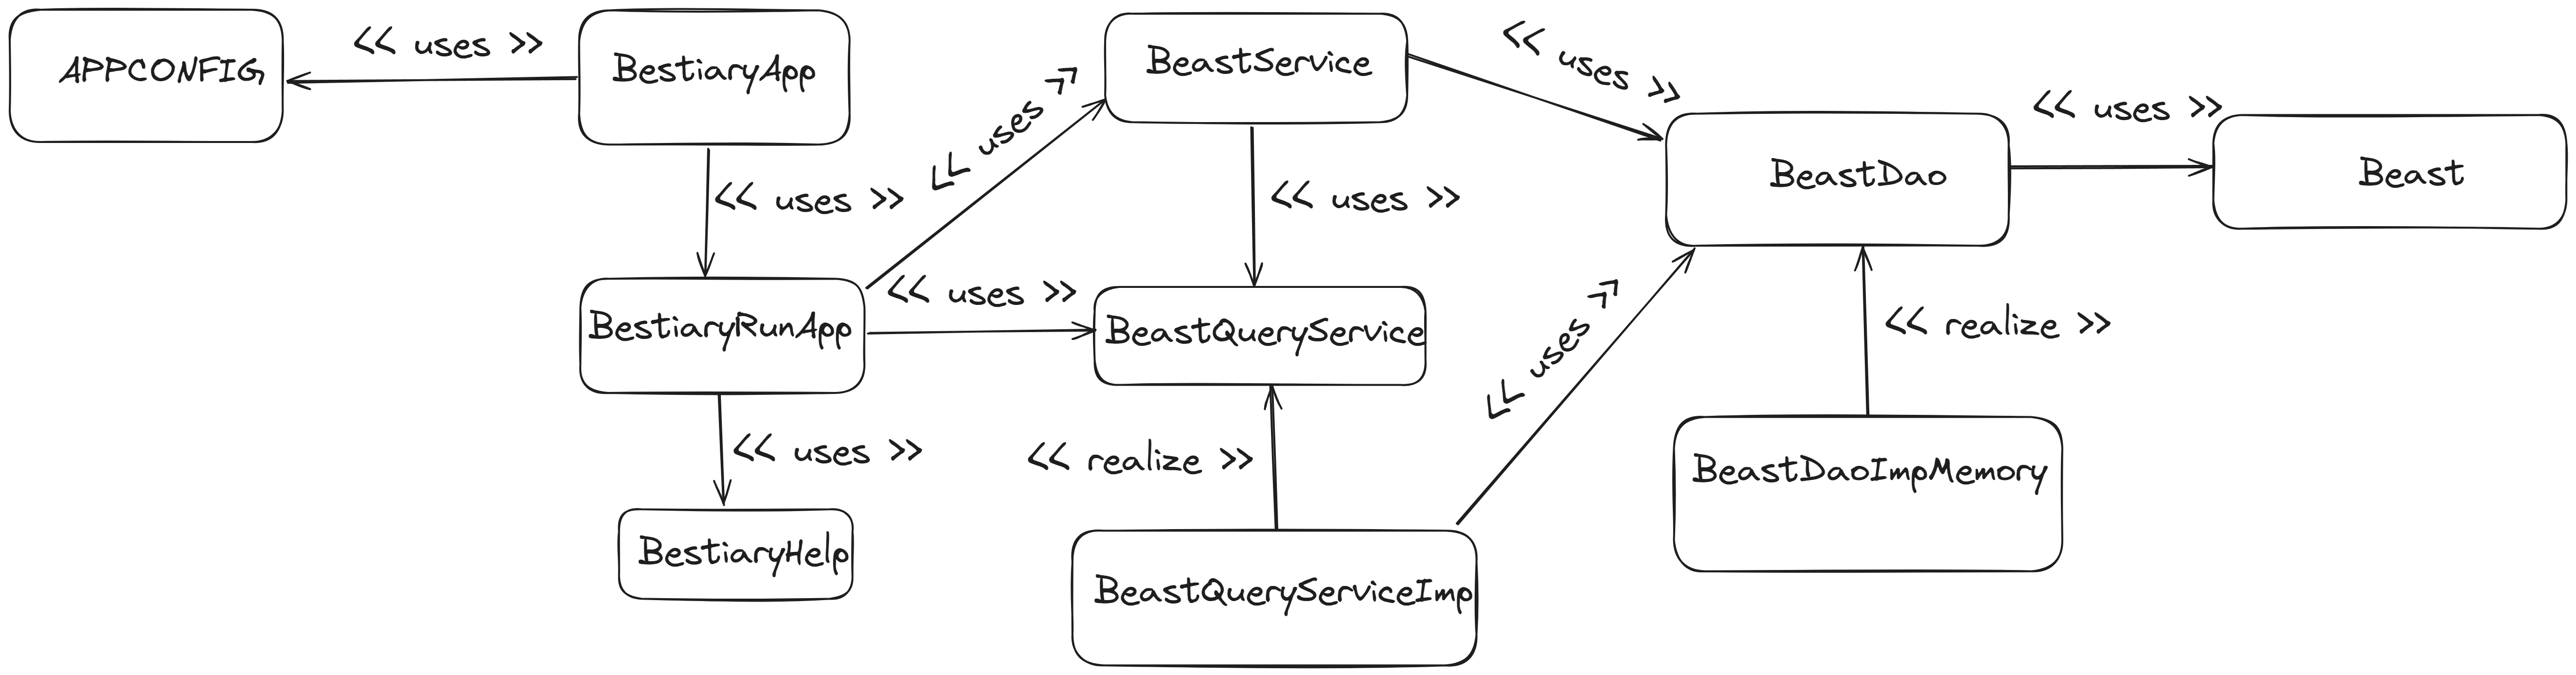 APPCONFIG
<< uses >>
BestiaryApp
<< uses >>
BeastService
<< uses >>
<< uses >>
<< uses >>
BeastDao
<< uses >>
Beast
<< uses >>
BestiaryRunApp
<< uses >>
BeastQueryService
<< uses >>
<< realize >>
<< uses >>
<< realize >>
BeastDaoImpMemory
BestiaryHelp
BeastQueryServiceImp